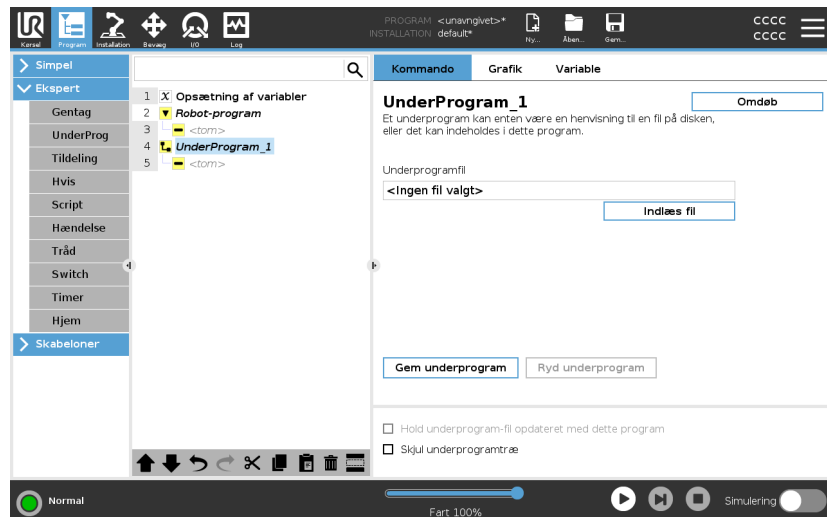 PROGRAM <unavngivet>*
INSTALLATION default*
CCCC
CCCC
Kørsel
Program
Installation
Bevæg
I/O
Log
Ny...
Åben...
Gem...
Simpel
Ekspert
Gentag
UnderProg
Tildeling
Hvis
Script
Hændelse
Tråd
Switch
Timer
Hjem
Skabeloner
1 X Opsætning af variabler
2 Robot-program
3 <tom>
4 UnderProgram_1
5 <tom>
Kommando Grafik Variable
UnderProgram_1
Omdøb
Et underprogram kan enten være en henvisning til en fil på disken,
eller det kan indeholdes i dette program.
Underprogramfil
<Ingen fil valgt>
Indlæs fil
Gem underprogram
Ryd underprogram
Hold underprogram-fil opdateret med dette program
Skjul underprogramtræ
Normal
Fart 100%
Simulering